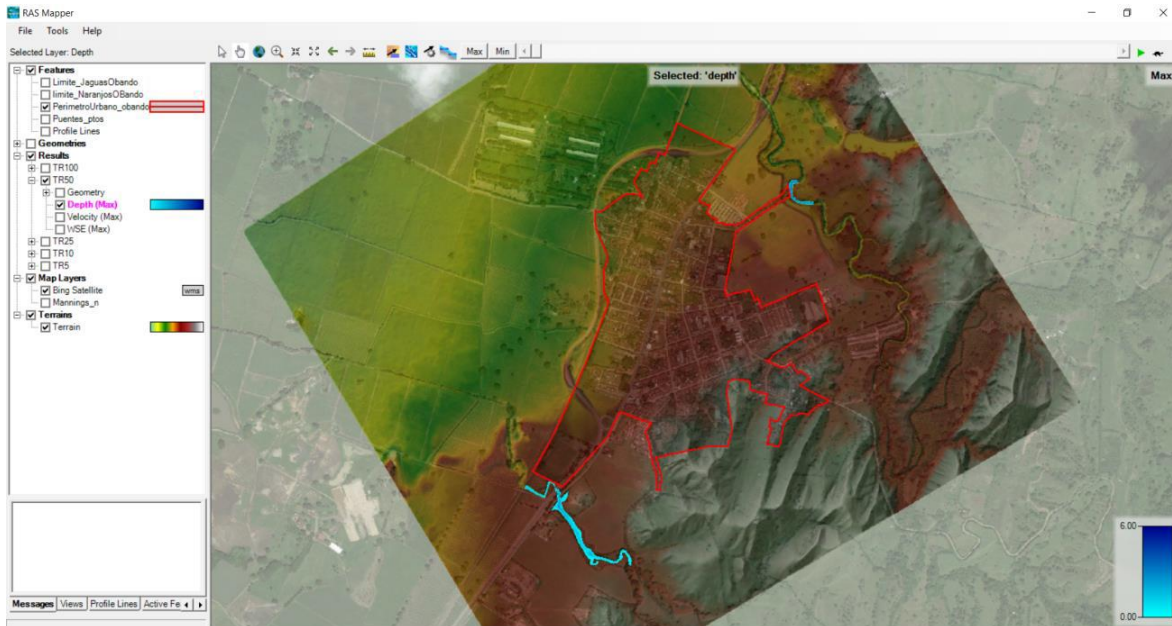 RAS Mapper
File Tools Help
Selected Layer: Depth
Max Min
Features
Limite_JaguasObando
limite_NaranjosOBando
PerimetroUrbano_obando
Puentes_ptos
Profile Lines
Geometries
Results
TR100
TR50
Geometry
Depth (Max)
Velocity (Max)
WSE (Max)
TR25
TR10
TR5
Map Layers
Bing Satellite wms
Mannings_n
Terrains
Terrain
Selected: 'depth'
Max
6.00
0.00
Messages Views Profile Lines Active Fe